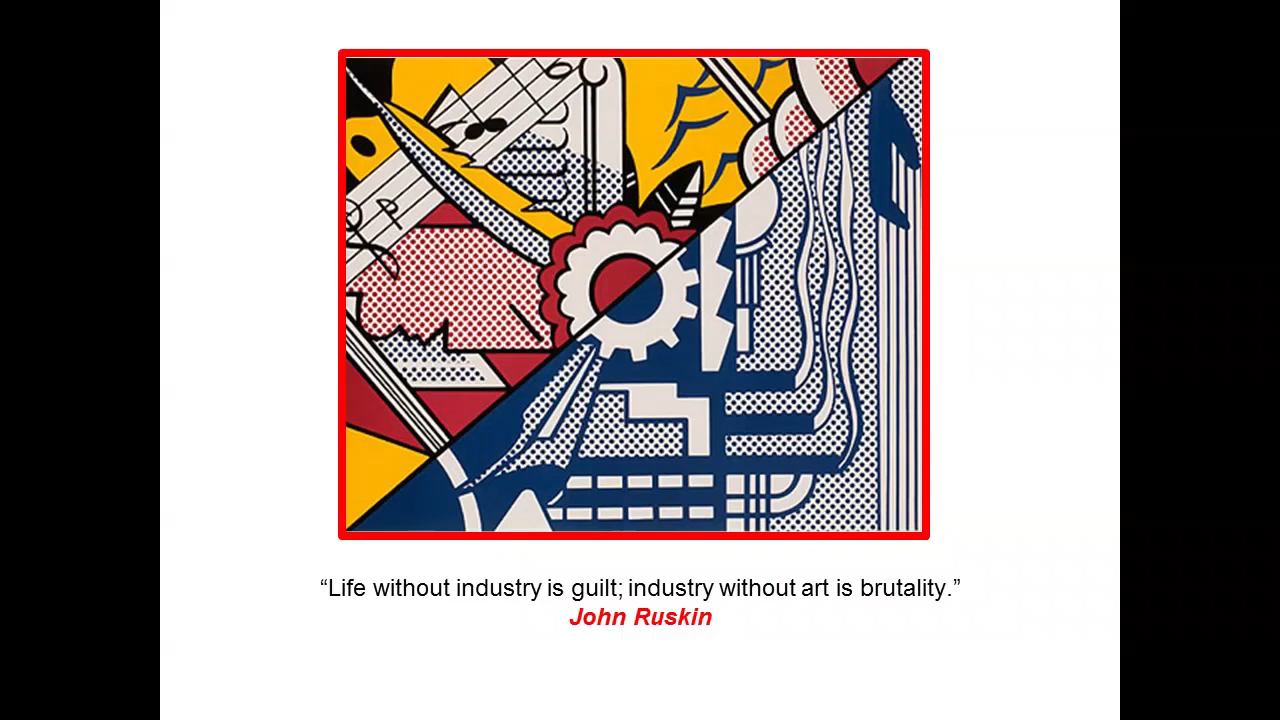 “Life without industry is guilt; industry without art is brutality.”
John Ruskin